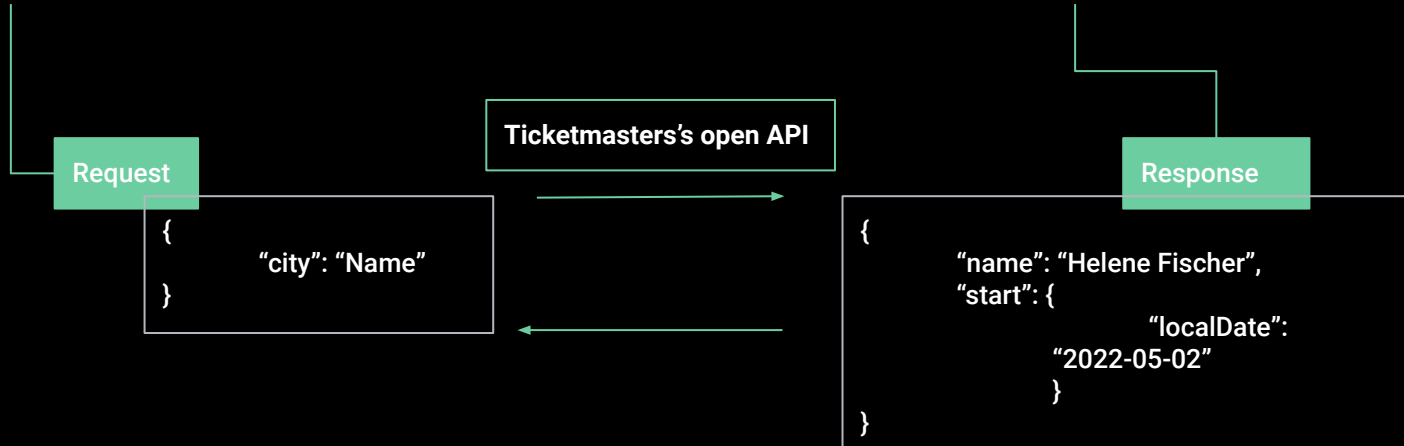 Ticketmasters's open API
Request
{
“city”: “Name”
}
Response
{
“name”: “Helene Fischer”,
“start”: {
“localDate”:
“2022-05-02”
}
}